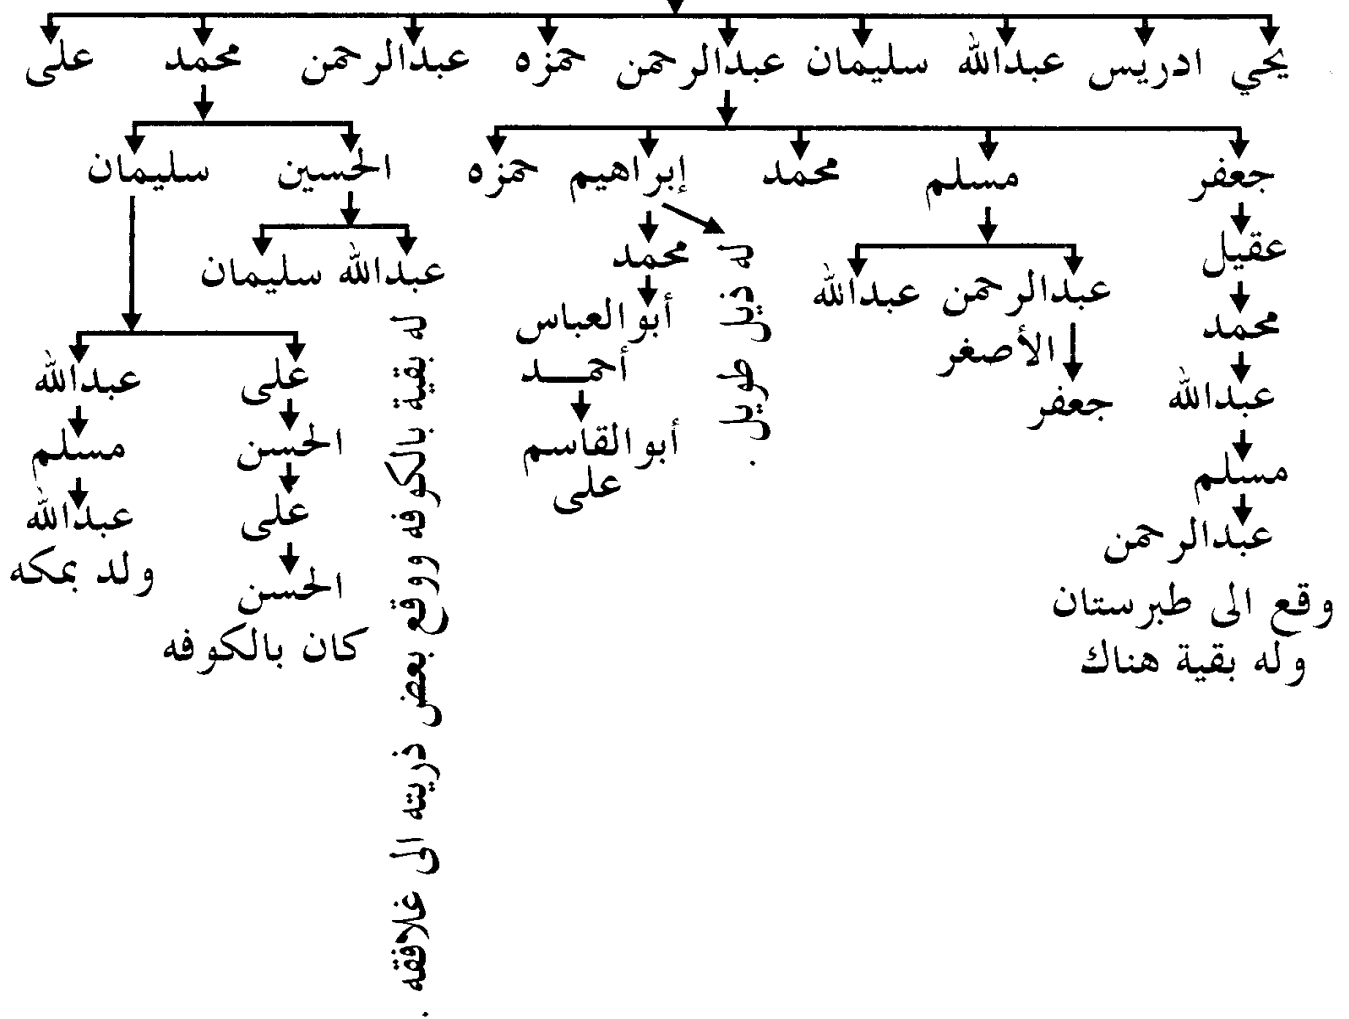 يحي ادريس عبدالله سليمان عبدالرحمن حمزه عبدالرحمن محمد على
جعفر مسلم محمد إبراهيم حمزه الحسين سليمان
عقيل محمد له ذيل طويل . عبدالله سليمان
عبدالرحمن عبدالله
محمد أبوالعباس
الأصغر أحمد على عبدالله
عبدالله جعفر
مسلم أبوالقاسم الحسن مسلم
على
عبدالرحمن على عبدالله
وقع الى طبرستان الحسن ولد بمكه
وله بقية هناك كان بالكوفه
له بقية بالكوفه ووقع بعض ذريته الى غلافقه .